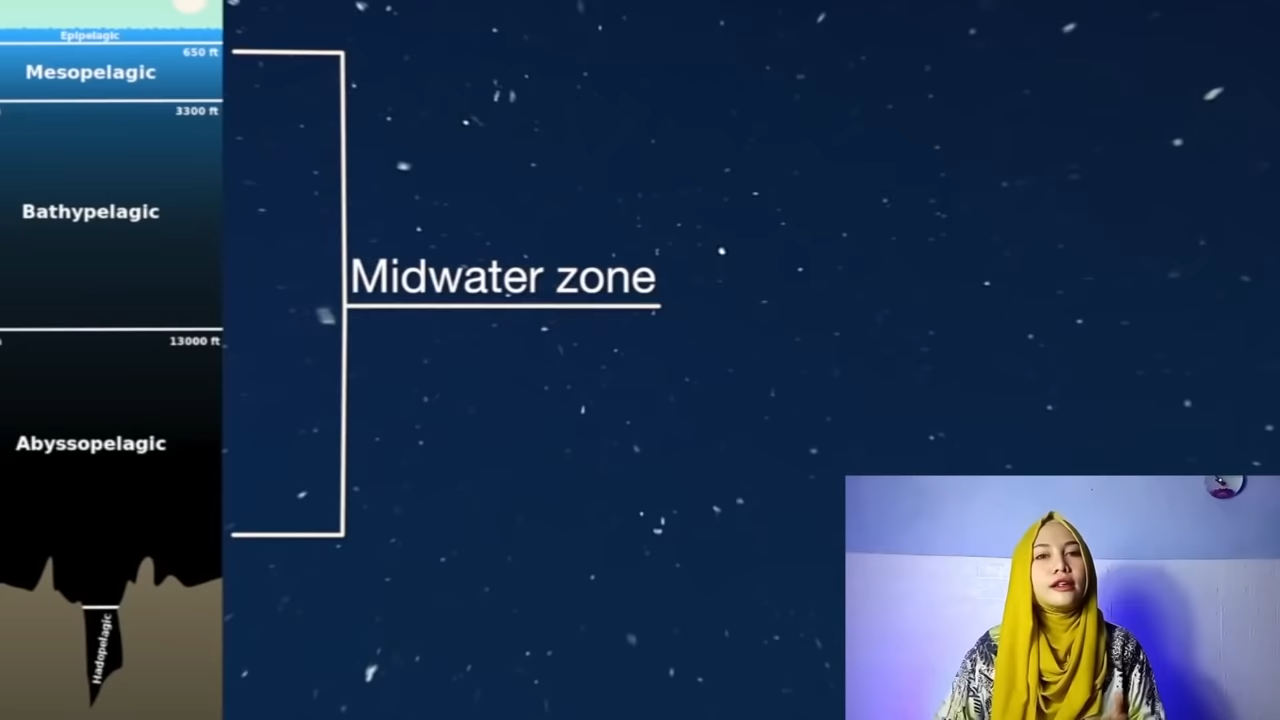 Epipelagic
650 ft
Mesopelagic
3300 ft
Bathypelagic
Midwater zone
13000 ft
Abyssopelagic
Hadopelagic